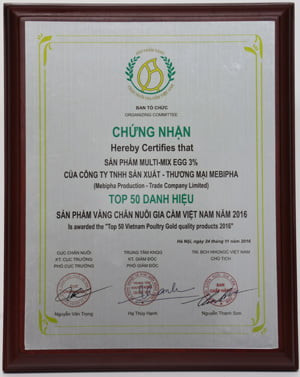 BAN TỔ CHỨC
ORGANIZING COMMITTEE
CHỨNG NHẬN
Hereby Certifies that
SẢN PHẨM MULTI-MIX EGG 3%
CỦA CÔNG TY TNHH SẢN XUẤT - THƯƠNG MẠI MEBIPHA
(Mebipha Production - Trade Company Limited)
TOP 50 DANH HIỆU
SẢN PHẨM VÀNG CHĂN NUÔI GIA CẦM VIỆT NAM NĂM 2016
Is awarded the "Top 50 Vietnam Poultry Gold quality products 2016"
Hà Nội, ngày 24 tháng 11 năm 2016
CỤC CHĂN NUÔI
KT. CỤC TRƯỞNG
PHÓ CỤC TRƯỞNG
TRUNG TÂM KNQG
KT. GIÁM ĐỐC
PHÓ GIÁM ĐỐC
CHỦ TỊCH
Nguyễn Văn Trọng
Hạ Thúy Hạnh
Nguyễn Thanh Sơn